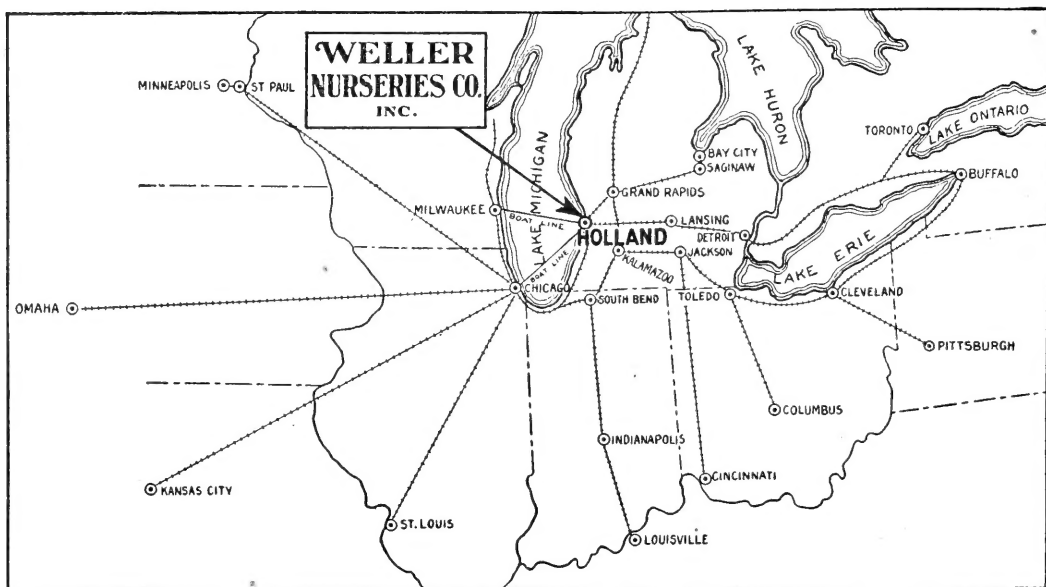 WELLER
NURSERIES CO.
INC.
MINNEAPOLIS
ST PAUL
LAKE HURON
LAKE ONTARIO
TORONTO
BAY CITY
SAGINAW
BUFFALO
LAKE MICHIGAN
GRAND RAPIDS
MILWAUKEE
BOAT LINE
LANSING
HOLLAND
DETROIT
LAKE ERIE
JACKSON
KALAMAZOO
BOAT LINE
OMAHA
CHICAGO
SOUTH BEND
TOLEDO
CLEVELAND
PITTSBURGH
COLUMBUS
INDIANAPOLIS
KANSAS CITY
CINCINNATI
ST. LOUIS
LOUISVILLE